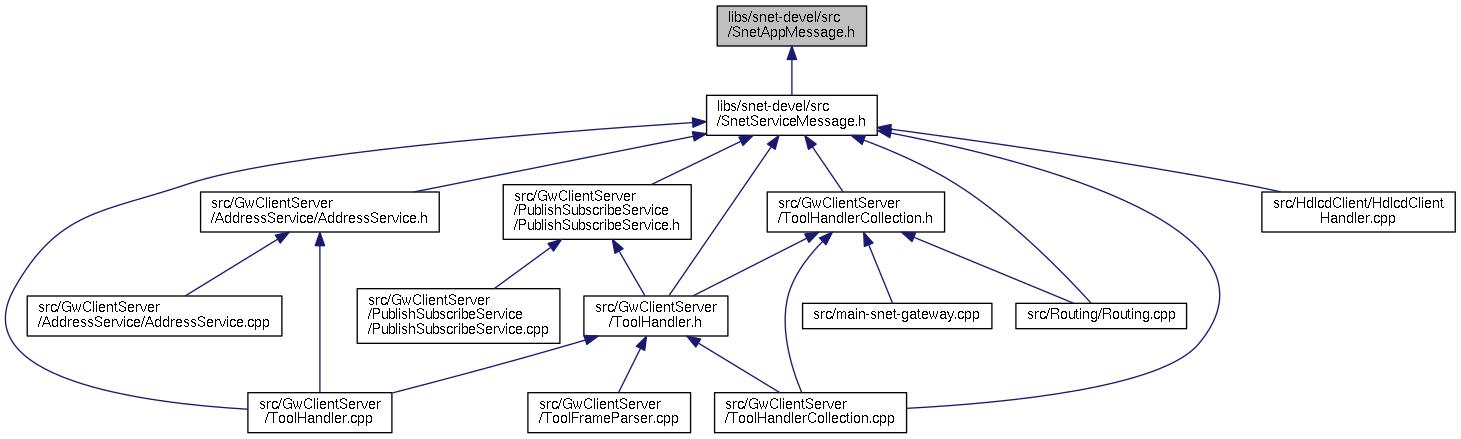 libs/snet-devel/src
/SnetAppMessage.h
libs/snet-devel/src
/SnetServiceMessage.h
src/GwClientServer
/AddressService/AddressService.h
src/GwClientServer
/PublishSubscribeService
/PublishSubscribeService.h
src/GwClientServer
/ToolHandlerCollection.h
src/HdlcdClient/HdlcdClient
Handler.cpp
src/GwClientServer
/AddressService/AddressService.cpp
src/GwClientServer
/PublishSubscribeService
/PublishSubscribeService.cpp
src/GwClientServer
/ToolHandler.h
src/main-snet-gateway.cpp
src/Routing/Routing.cpp
src/GwClientServer
/ToolHandler.cpp
src/GwClientServer
/ToolFrameParser.cpp
src/GwClientServer
/ToolHandlerCollection.cpp